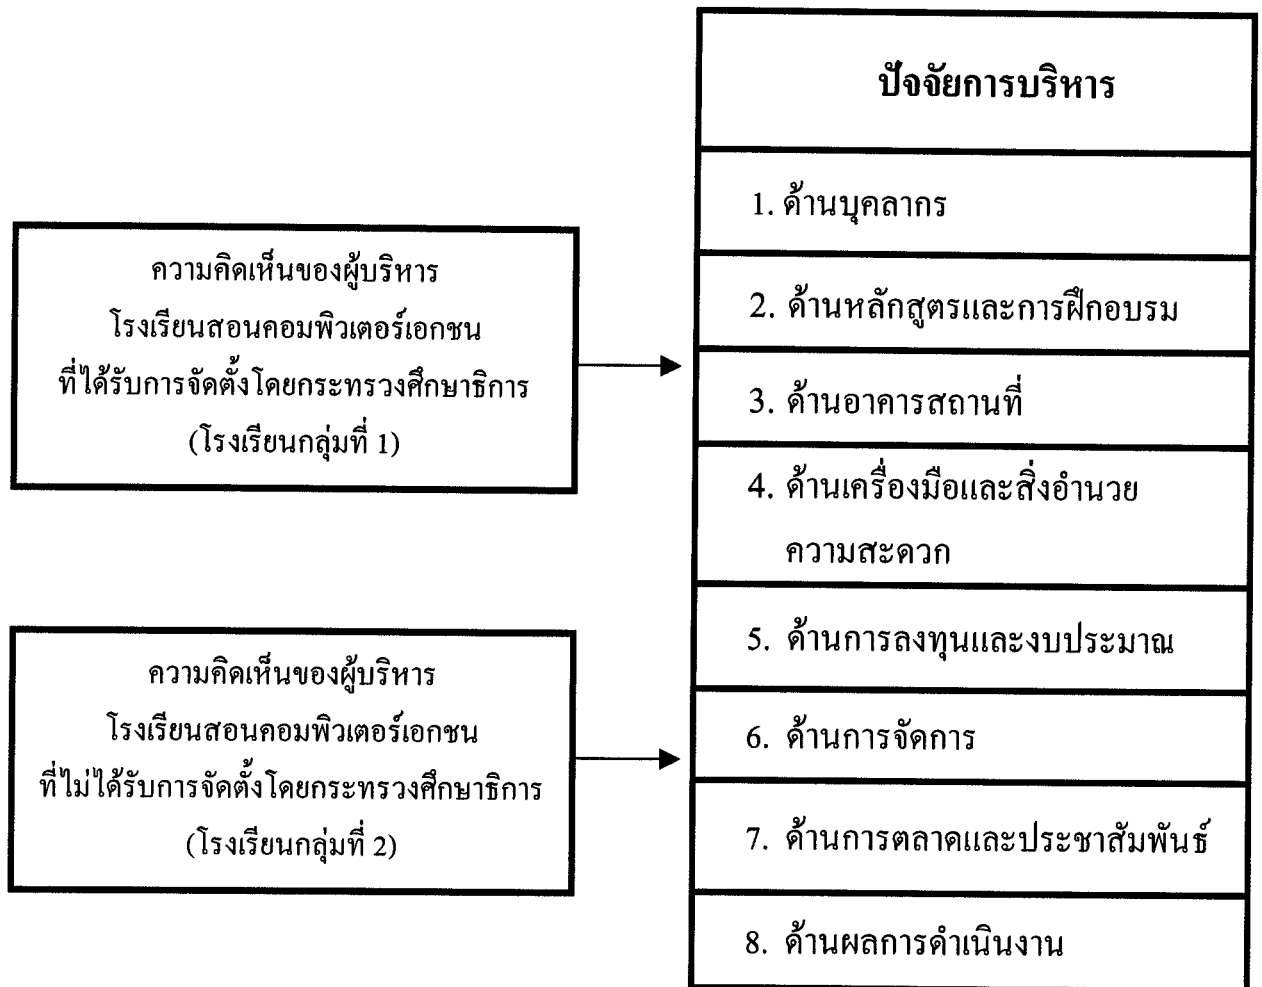 ความคิดเห็นของผู้บริหาร
โรงเรียนสอนคอมพิวเตอร์เอกชน
ที่ได้รับการจัดตั้งโดยกระทรวงศึกษาธิการ
(โรงเรียนกลุ่มที่ 1)
ความคิดเห็นของผู้บริหาร
โรงเรียนสอนคอมพิวเตอร์เอกชน
ที่ไม่ได้รับการจัดตั้งโดยกระทรวงศึกษาธิการ
(โรงเรียนกลุ่มที่ 2)
ปัจจัยการบริหาร
1. ด้านบุคลากร
2. ด้านหลักสูตรและการฝึกอบรม
3. ด้านอาคารสถานที่
4. ด้านเครื่องมือและสิ่งอำนวย
ความสะดวก
5. ด้านการลงทุนและงบประมาณ
6. ด้านการจัดการ
7. ด้านการตลาดและประชาสัมพันธ์
8. ด้านผลการดำเนินงาน